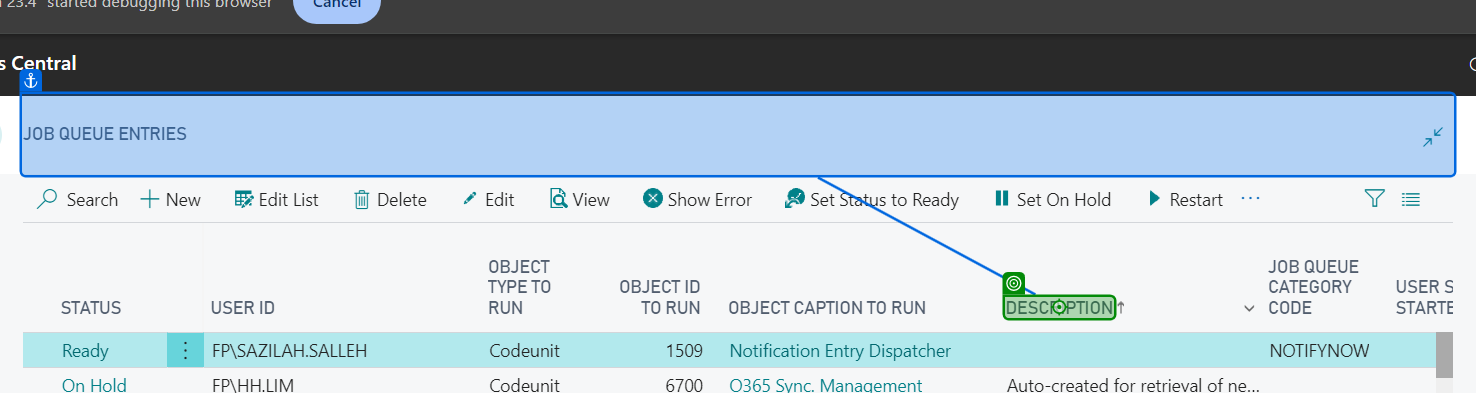 23.4" started debugging this browser
Cancel
s Central
JOB QUEUE ENTRIES
Search New Edit List Delete Edit View Show Error Set Status to Ready Set On Hold Restart ...
STATUS USER ID OBJECT TYPE TO RUN OBJECT ID TO RUN OBJECT CAPTION TO RUN DESCRIPTION↑ JOB QUEUE CATEGORY CODE USER S STARTE
Ready FP\SAZILAH.SALLEH Codeunit 1509 Notification Entry Dispatcher NOTIFYNOW
On Hold FP\HH.LIM Codeunit 6700 O365 Sync. Management Auto-created for retrieval of ne...